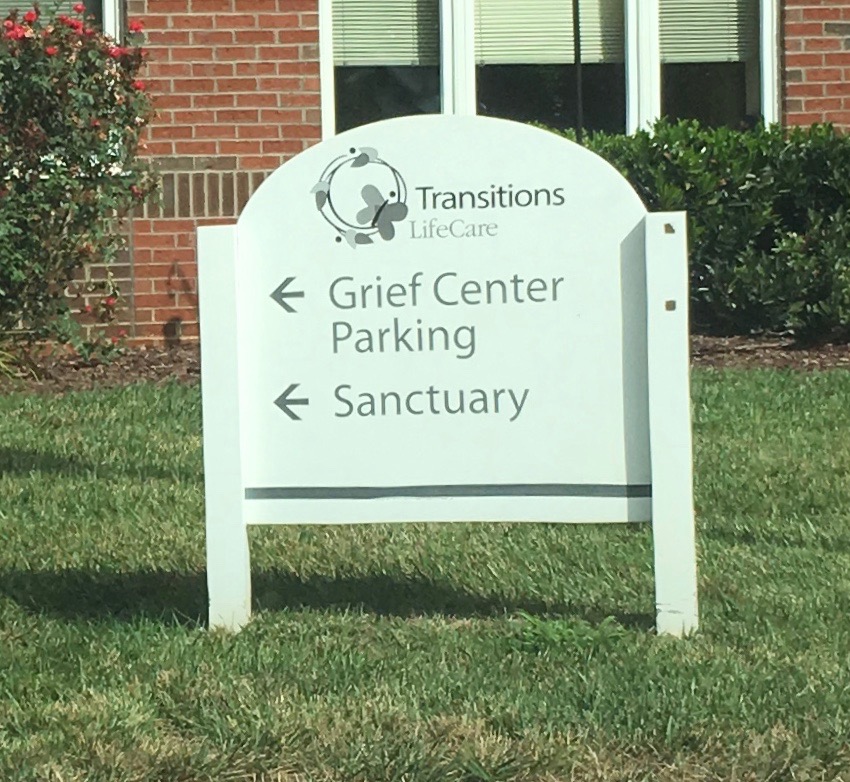 Transitions
LifeCare
← Grief Center
Parking
← Sanctuary